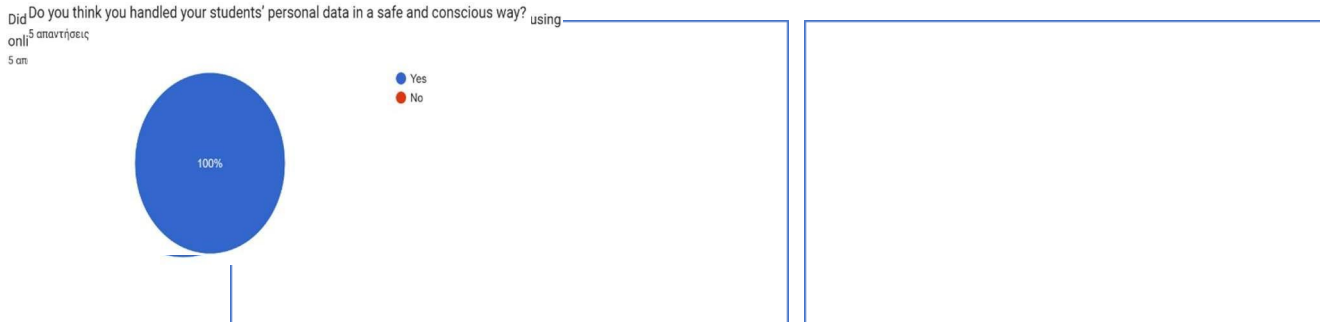 Do you think you handled your students' personal data in a safe and conscious way?
5 απαντήσεις
Did
using
onli
5 απ
Yes
No
100%